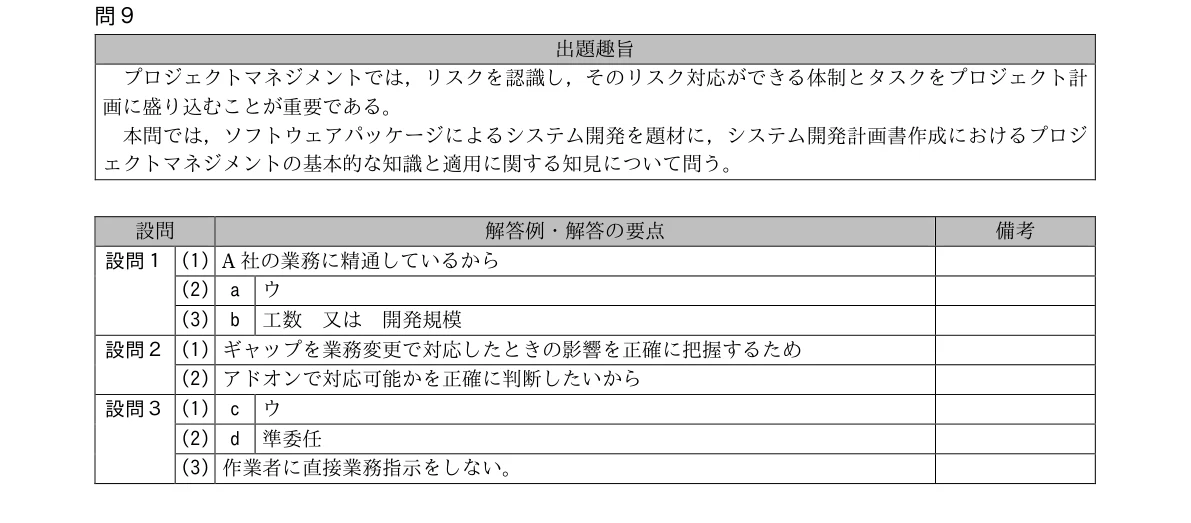 問９
出題趣旨
プロジェクトマネジメントでは，リスクを認識し，そのリスク対応ができる体制とタスクをプロジェクト計
画に盛り込むことが重要である。
本問では，ソフトウェアパッケージによるシステム開発を題材に，システム開発計画書作成におけるプロジ
ェクトマネジメントの基本的な知識と適用に関する知見について問う。
設問 解答例・解答の要点 備考
設問１ (1) A 社の業務に精通しているから
(2) a ウ
(3) b 工数　又は　開発規模
設問２ (1) ギャップを業務変更で対応したときの影響を正確に把握するため
(2) アドオンで対応可能かを正確に判断したいから
設問３ (1) c ウ
(2) d 準委任
(3) 作業者に直接業務指示をしない。